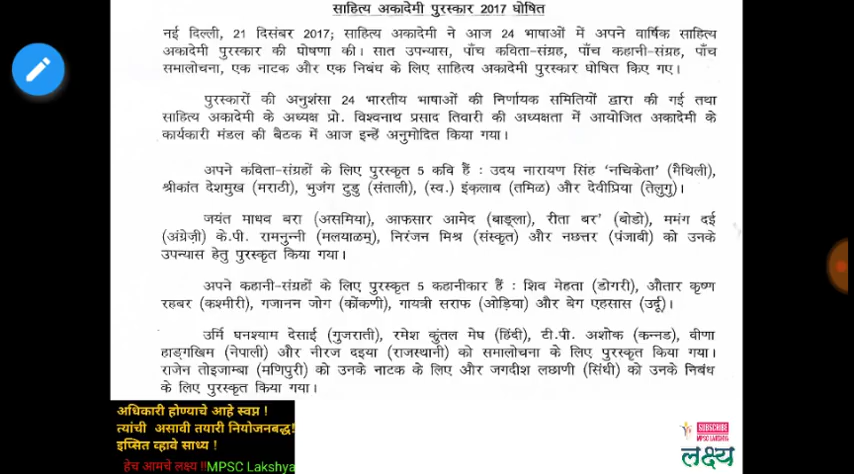 साहित्य अकादेमी पुरस्कार 2017 घोषित
नई दिल्ली, 21 दिसंबर 2017; साहित्य अकादेमी ने आज 24 भाषाओं में अपने वार्षिक साहित्य
अकादेमी पुरस्कार की घोषणा की। सात उपन्यास, पाँच कविता-संग्रह, पाँच कहानी-संग्रह, पाँच
समालोचना, एक नाटक और एक निबंध के लिए साहित्य अकादेमी पुरस्कार घोषित किए गए।
पुरस्कारों की अनुशंसा 24 भारतीय भाषाओं की निर्णायक समितियों द्वारा की गई तथा
साहित्य अकादेमी के अध्यक्ष प्रो. विश्वनाथ प्रसाद तिवारी की अध्यक्षता में आयोजित अकादेमी के
कार्यकारी मंडल की बैठक में आज इन्हें अनुमोदित किया गया।
अपने कविता-संग्रहों के लिए पुरस्कृत 5 कवि हैं : उदय नारायण सिंह 'नचिकेता' (मैथिली),
श्रीकांत देशमुख (मराठी), भुजंग टुडु (संताली), (स्व.) इंकलाब (तमिळ) और देवीप्रिया (तेलुगु)।
जयंत माधव बरा (असमिया), आफसार आमेद (बाङ्ला), रीता बर' (बोडो), ममंग दई
(अंग्रेज़ी) के.पी. रामनुन्नी (मलयाळम्), निरंजन मिश्र (संस्कृत) और नछत्तर (पंजाबी) को उनके
उपन्यास हेतु पुरस्कृत किया गया।
अपने कहानी-संग्रहों के लिए पुरस्कृत 5 कहानीकार हैं : शिव मेहता (डोगरी), औतार कृष्ण
रहबर (कश्मीरी), गजानन जोग (कोंकणी), गायत्री सराफ (ओड़िया) और बेग एहसास (उर्दू)।
उर्मि घनश्याम देसाई (गुजराती), रमेश कुंतल मेघ (हिंदी), टी.पी. अशोक (कन्नड), वीणा
हाङ्गखिम (नेपाली) और नीरज दइया (राजस्थानी) को समालोचना के लिए पुरस्कृत किया गया।
राजेन तोइजाम्बा (मणिपुरी) को उनके नाटक के लिए और जगदीश लछाणी (सिंधी) को उनके निबंध
के लिए पुरस्कृत किया गया।
अधिकारी होण्याचे आहे स्वप्न !
त्यांची असावी तयारी नियोजनबद्ध!
इप्सित व्हावे साध्य !
हेच आमचे लक्ष्य !!MPSC Lakshya
SUBSCRIBE
MPSC LAKSHYA
लक्ष्य